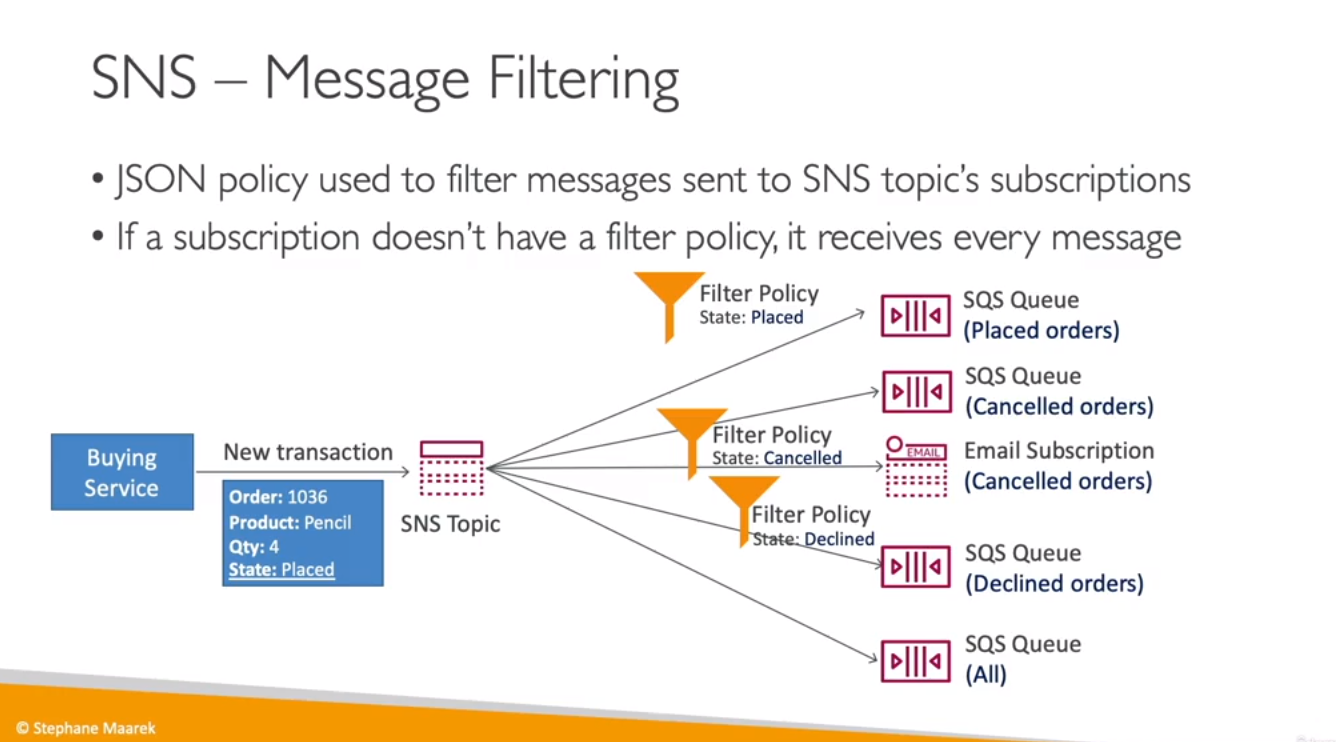 SNS – Message Filtering
• JSON policy used to filter messages sent to SNS topic's subscriptions
• If a subscription doesn't have a filter policy, it receives every message
Filter Policy
State: Placed
SQS Queue
(Placed orders)
SQS Queue
(Cancelled orders)
Filter Policy
State: Cancelled
EMAIL
Email Subscription
(Cancelled orders)
Buying
Service
New transaction
Order: 1036
Product: Pencil
Qty: 4
State: Placed
SNS Topic
Filter Policy
State: Declined
SQS Queue
(Declined orders)
SQS Queue
(All)
© Stephane Maarek